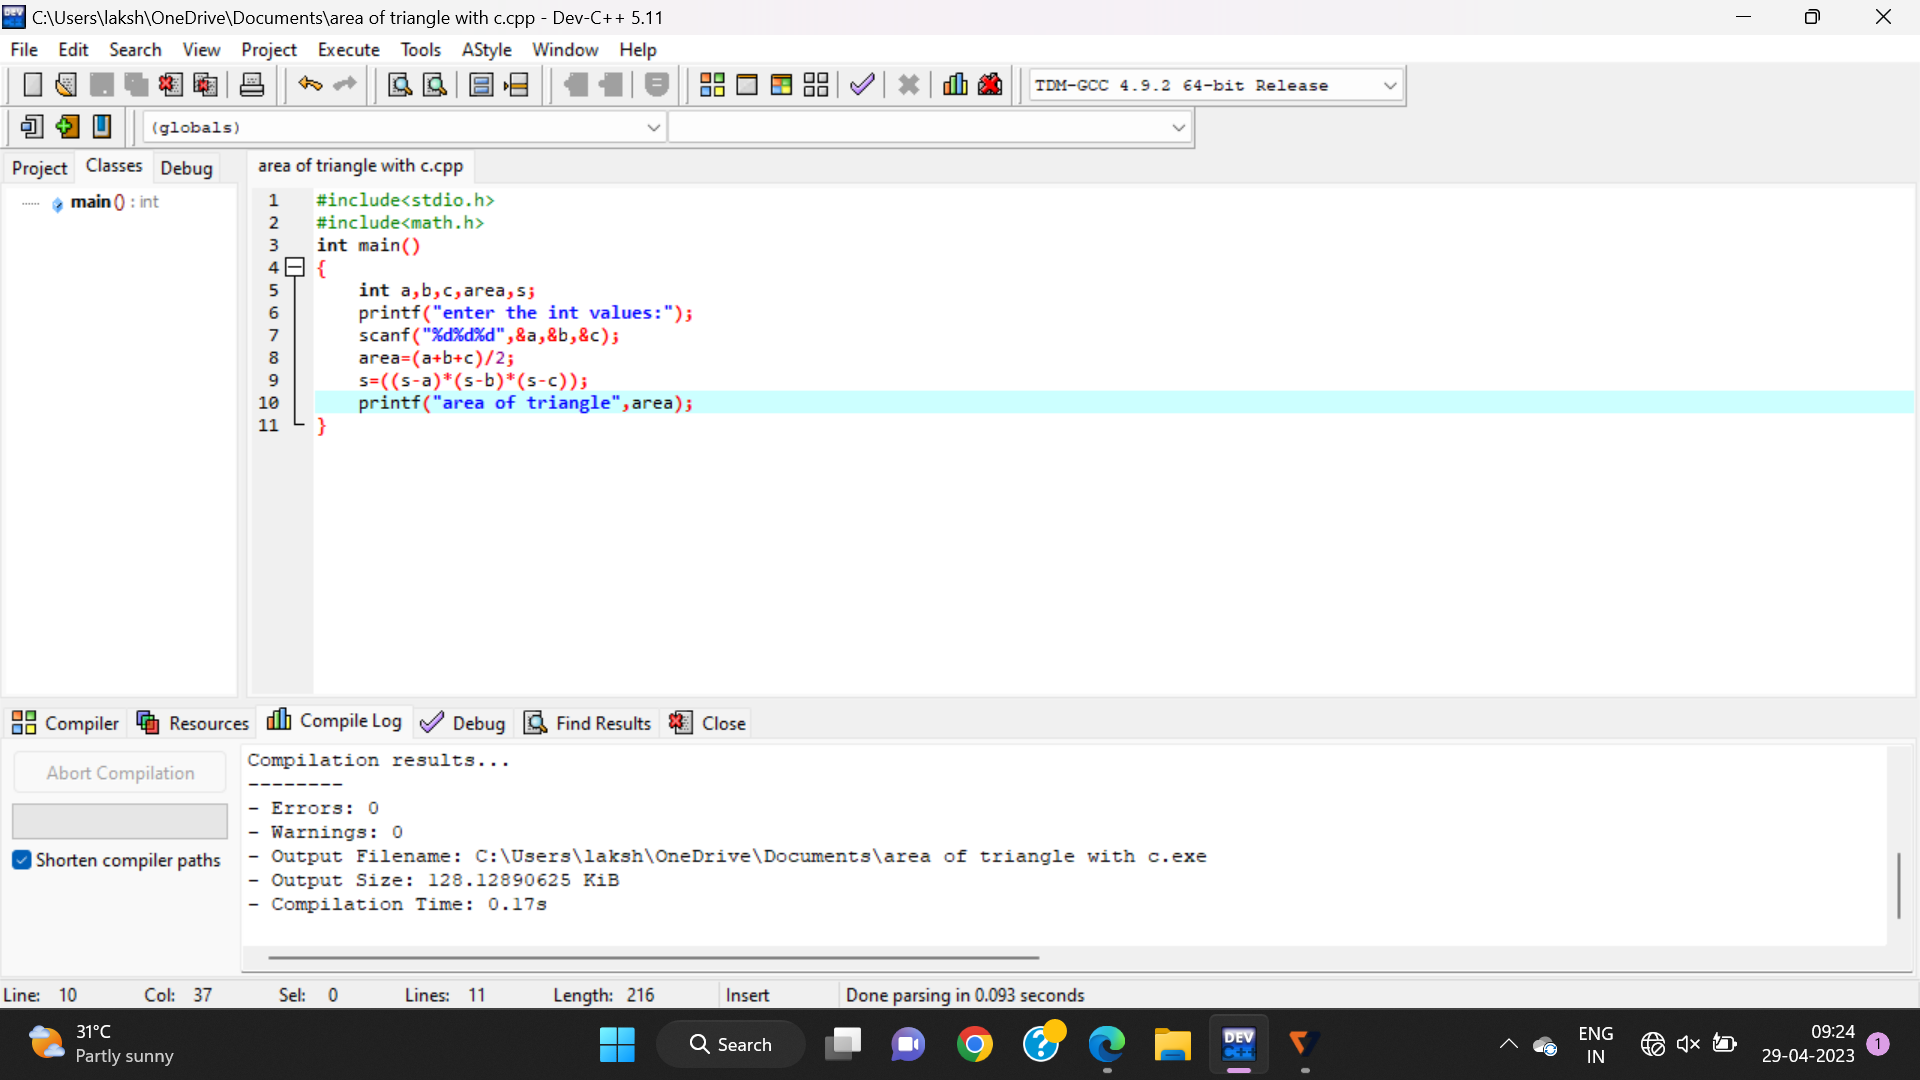 C:\Users\laksh\OneDrive\Documents\area of triangle with c.cpp - Dev-C++ 5.11
File Edit Search View Project Execute Tools AStyle Window Help
TDM-GCC 4.9.2 64-bit Release
(globals)
Project Classes Debug
area of triangle with c.cpp
main () : int
1 #include<stdio.h>
2 #include<math.h>
3 int main()
4 {
5 int a,b,c,area,s;
6 printf("enter the int values:");
7 scanf("%d%d%d",&a,&b,&c);
8 area=(a+b+c)/2;
9 s=((s-a)*(s-b)*(s-c));
10 printf("area of triangle",area);
11 }
Compiler Resources Compile Log Debug Find Results Close
Abort Compilation
Shorten compiler paths
Compilation results...
--------
- Errors: 0
- Warnings: 0
- Output Filename: C:\Users\laksh\OneDrive\Documents\area of triangle with c.exe
- Output Size: 128.12890625 KiB
- Compilation Time: 0.17s
Line: 10 Col: 37 Sel: 0 Lines: 11 Length: 216 Insert Done parsing in 0.093 seconds
31°C
Partly sunny
Search
DEV
C++
ENG
IN
09:24
29-04-2023
1